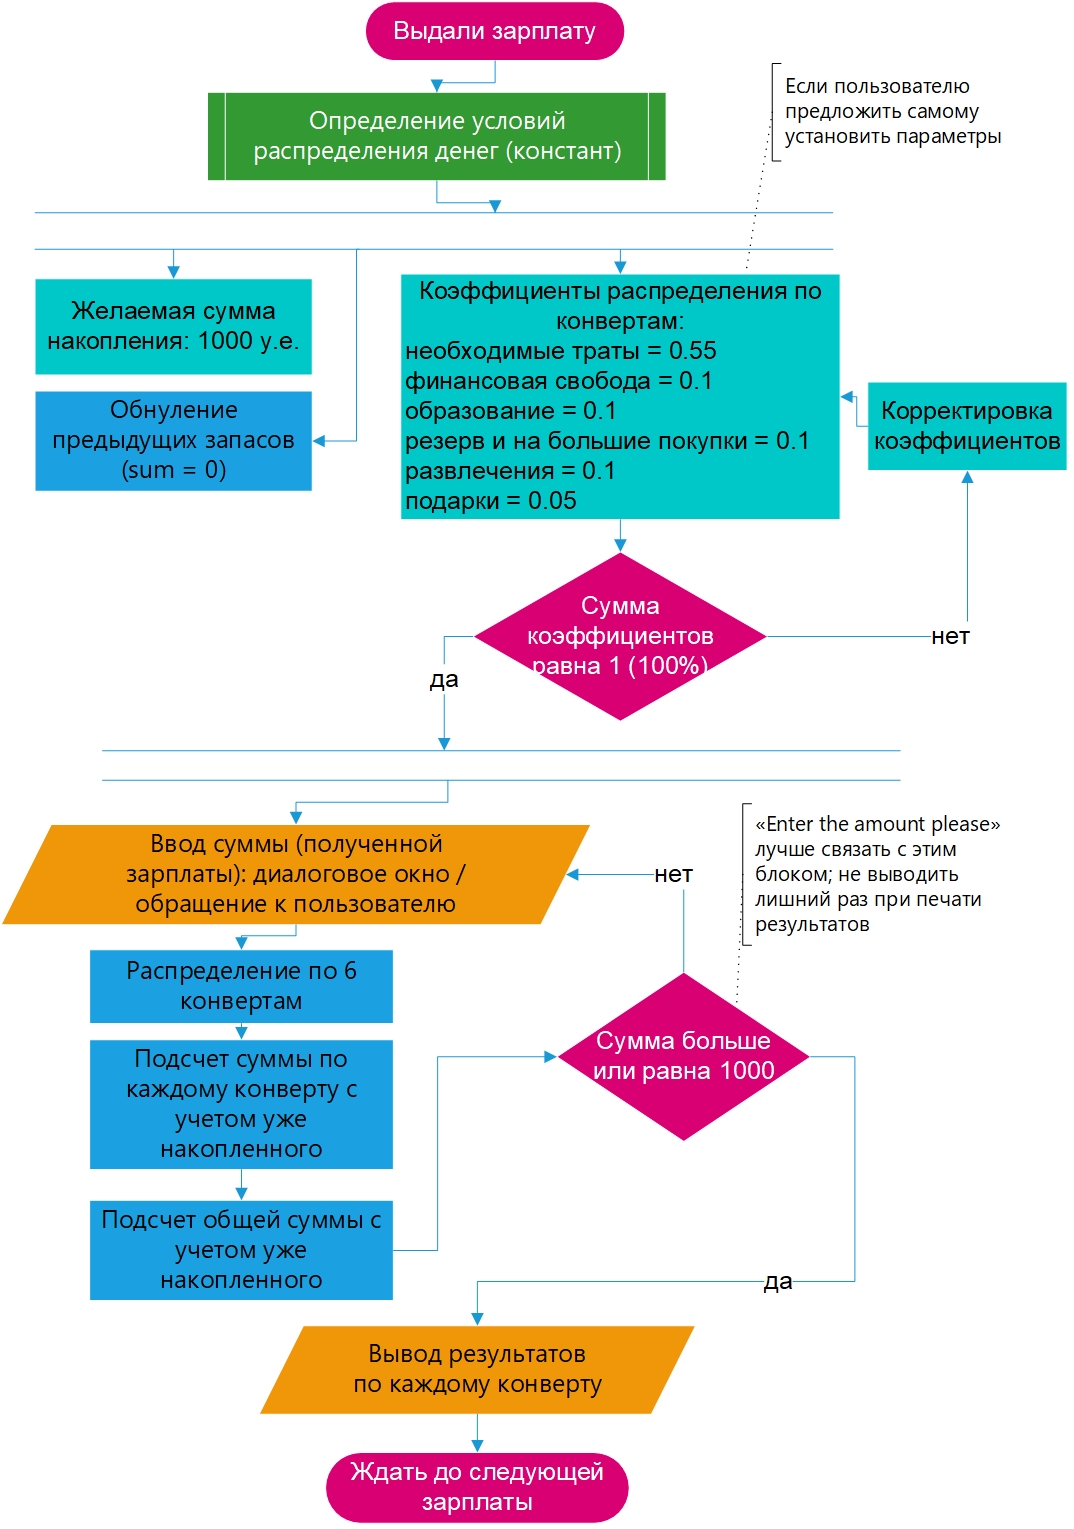 Выдали зарплату
Если пользователю
предложить самому
установить параметры
Определение условий
распределения денег (констант)
Желаемая сумма
накопления: 1000 у.е.
Обнуление
предыдущих запасов
(sum = 0)
Коэффициенты распределения по
конвертам:
необходимые траты = 0.55
финансовая свобода = 0.1
образование = 0.1
резерв и на большие покупки = 0.1
развлечения = 0.1
подарки = 0.05
Корректировка
коэффициентов
Сумма
коэффициентов
равна 1 (100%)
нет
да
Ввод суммы (полученной
зарплаты): диалоговое окно /
обращение к пользователю
нет
«Enter the amount please»
лучше связать с этим
блоком; не выводить
лишний раз при печати
результатов
Распределение по 6
конвертам
Подсчет суммы по
каждому конверту с
учетом уже
накопленного
Сумма больше
или равна 1000
Подсчет общей суммы с
учетом уже
накопленного
да
Вывод результатов
по каждому конверту
Ждать до следующей
зарплаты